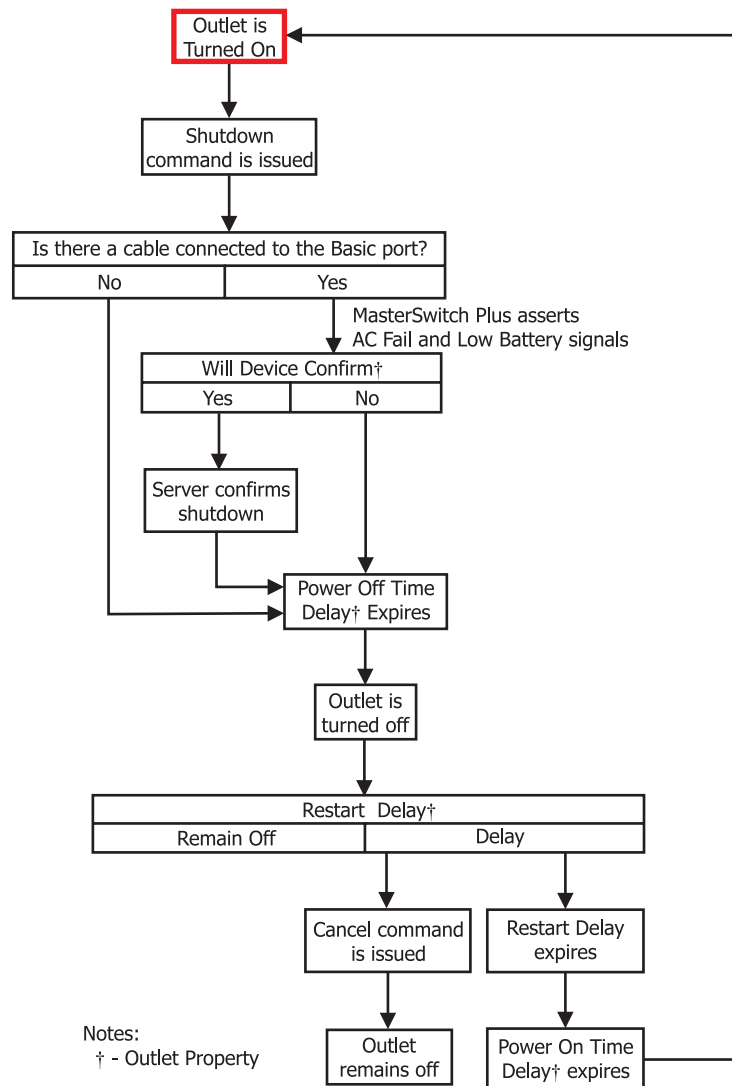 Outlet is
Turned On
Shutdown
command is issued
Is there a cable connected to the Basic port?
No
Yes
MasterSwitch Plus asserts
AC Fail and Low Battery signals
Will Device Confirm†
Yes
No
Server confirms
shutdown
Power Off Time
Delay† Expires
Outlet is
turned off
Restart Delay†
Remain Off
Delay
Cancel command
is issued
Restart Delay
expires
Notes:
† - Outlet Property
Outlet
remains off
Power On Time
Delay† expires